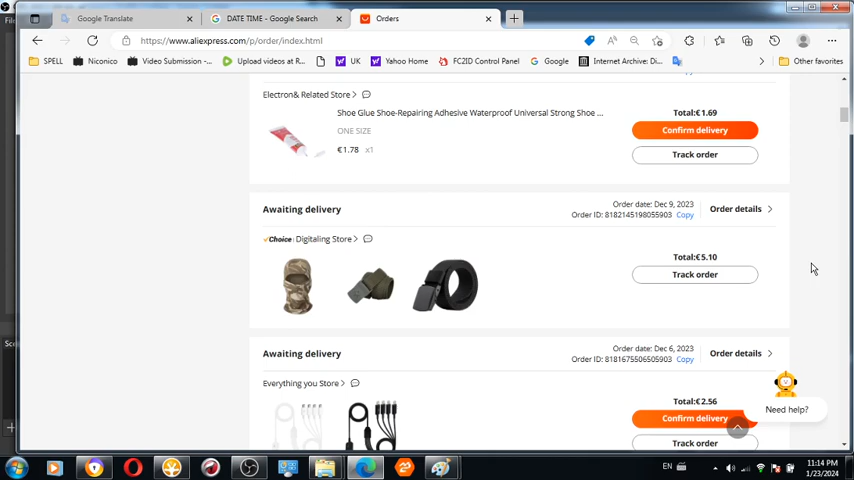 File
Google Translate
DATE TIME - Google Search
Orders
https://www.aliexpress.com/p/order/index.html
SPELL
Niconico
Video Submission -...
Upload videos at R...
UK
Yahoo Home
FC2ID Control Panel
Google
Internet Archive: Di...
Other favorites
Electron& Related Store
Shoe Glue Shoe-Repairing Adhesive Waterproof Universal Strong Shoe ...
Total:€ 1.69
ONE SIZE
Confirm delivery
€1.78 x1
Track order
Awaiting delivery
Order date: Dec 9, 2023
Order ID: 8182145198055903 Copy
Order details
Choice Digitaling Store
Total:€ 5.10
Track order
Awaiting delivery
Order date: Dec 6, 2023
Order ID: 8181675506505903 Copy
Order details
Everything you Store
Total:€ 2.56
Confirm delivery
Need help?
Track order
EN
11:14 PM
1/23/2024